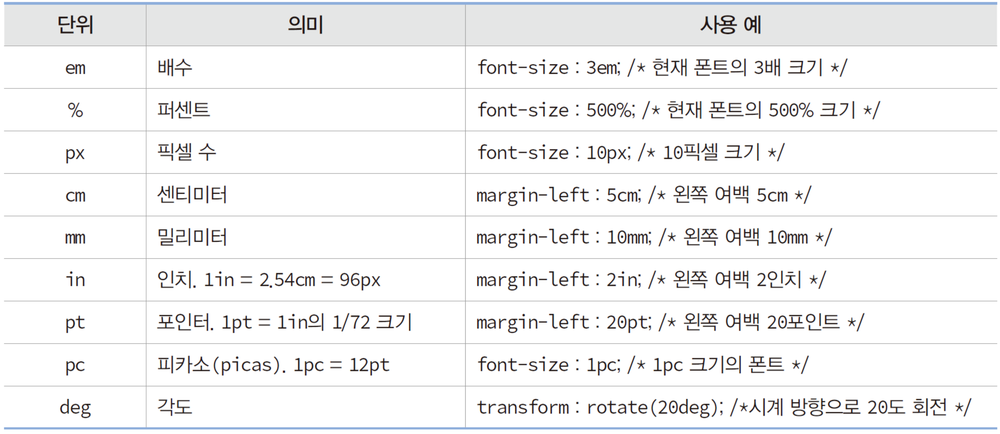 단위 의미 사용 예
em 배수 font-size : 3em; /* 현재 폰트의 3배 크기 */
% 퍼센트 font-size : 500%; /* 현재 폰트의 500% 크기 */
px 픽셀 수 font-size : 10px; /* 10픽셀 크기 */
cm 센티미터 margin-left : 5cm; /* 왼쪽 여백 5cm */
mm 밀리미터 margin-left : 10mm; /* 왼쪽 여백 10mm */
in 인치. 1in = 2.54cm = 96px margin-left : 2in; /* 왼쪽 여백 2인치 */
pt 포인터. 1pt = 1in의 1/72 크기 margin-left : 20pt; /* 왼쪽 여백 20포인트 */
pc 피카소(picas). 1pc = 12pt font-size : 1pc; /* 1pc 크기의 폰트 */
deg 각도 transform : rotate(20deg); /*시계 방향으로 20도 회전 */